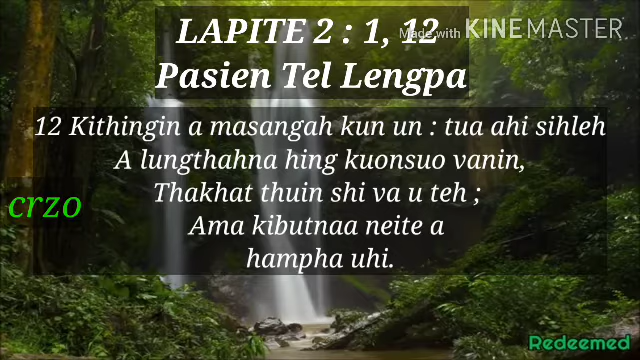 LAPITE 2 : 1, 12
Made with KINEMASTER
Pasien Tel Lengpa
12 Kithingin a masangah kun un : tua ahi sihleh
A lungthahna hing kuonsuo vanin,
crzo
Thakhat thuin shi va u teh ;
Ama kibutnaa neite a
hampha uhi.
Redeemed